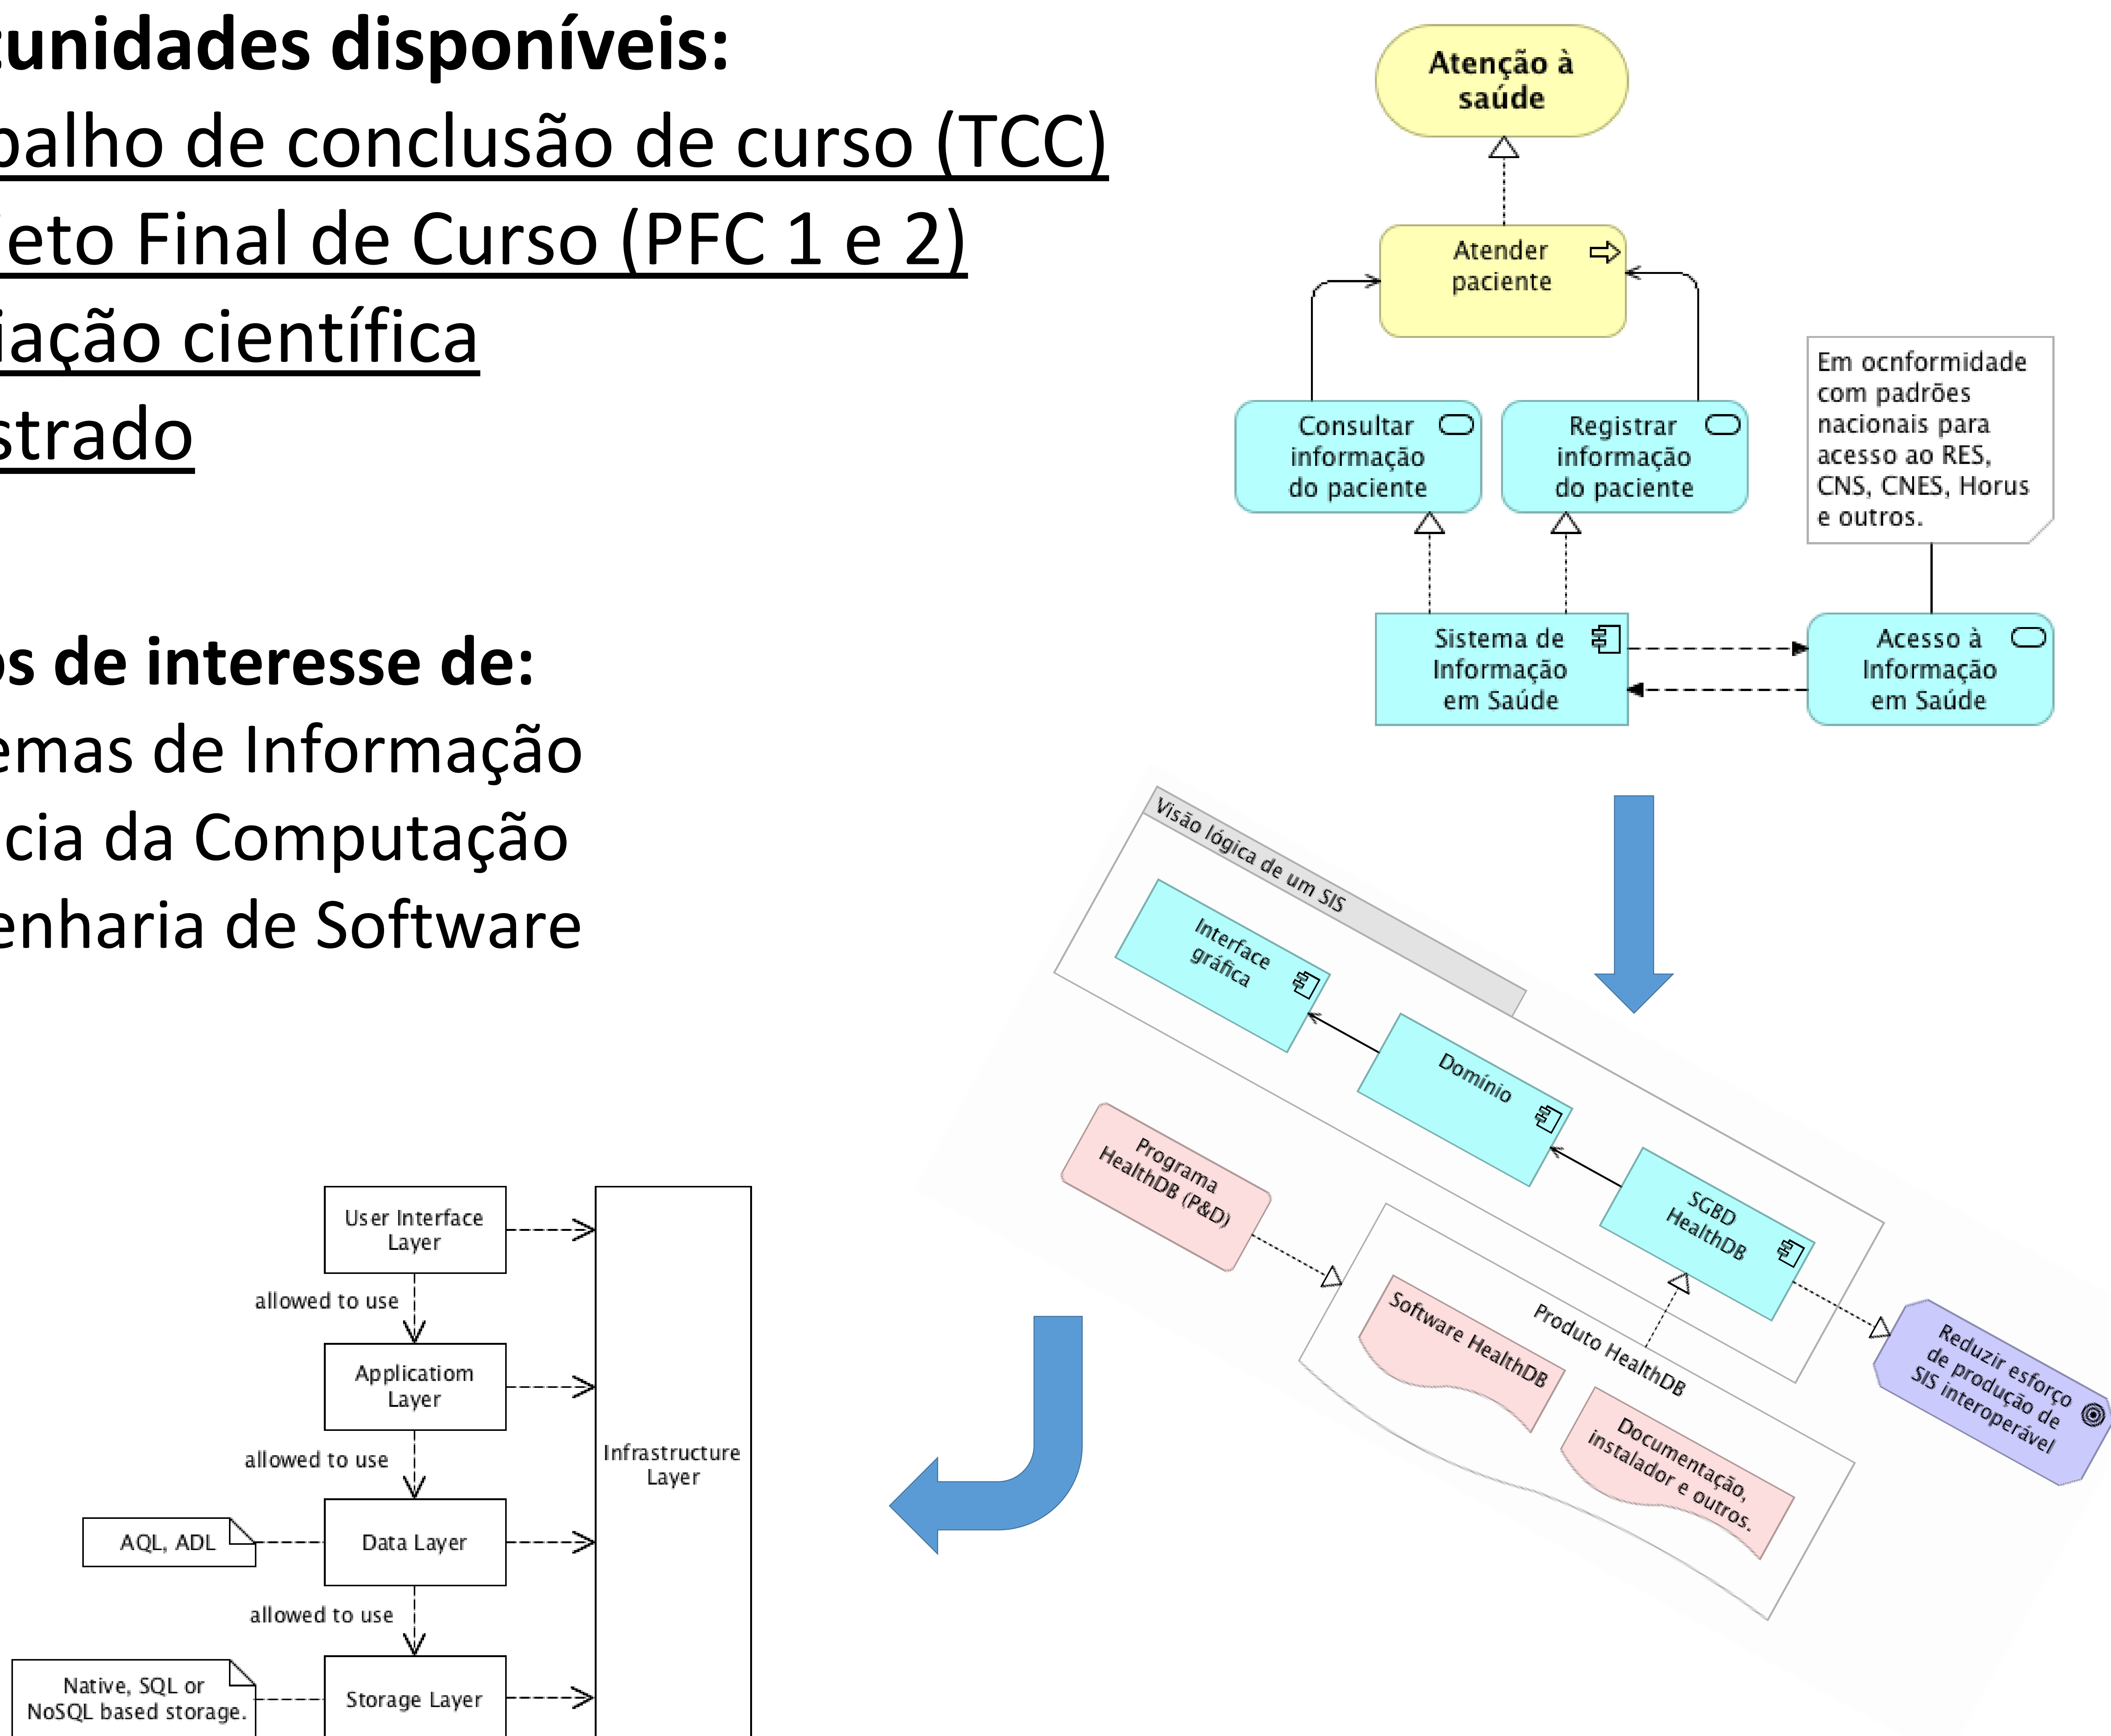 tunidades disponíveis:
balho de conclusão de curso (TCC)
eto Final de Curso (PFC 1 e 2)
iação científica
strado
os de interesse de:
emas de Informação
cia da Computação
enharia de Software
Atenção à
saúde
Atender
paciente
Consultar
informação
do paciente
Registrar
informação
do paciente
Em ocnformidade
com padrões
nacionais para
acesso ao RES,
CNS, CNES, Horus
e outros.
Sistema de
Informação
em Saúde
Acesso à
Informação
em Saúde
Visão lógica de um SIS
Interface
gráfica
Domínio
SGBD
HealthDB
Programa
HealthDB (P&D)
Produto HealthDB
Software HealthDB
Documentação,
instalador e outros.
Reduzir esforço
de produção de
SIS interoperável
User Interface
Layer
allowed to use
Applicatiom
Layer
allowed to use
Infrastructure
Layer
AQL, ADL
Data Layer
allowed to use
Native, SQL or
NoSQL based storage.
Storage Layer